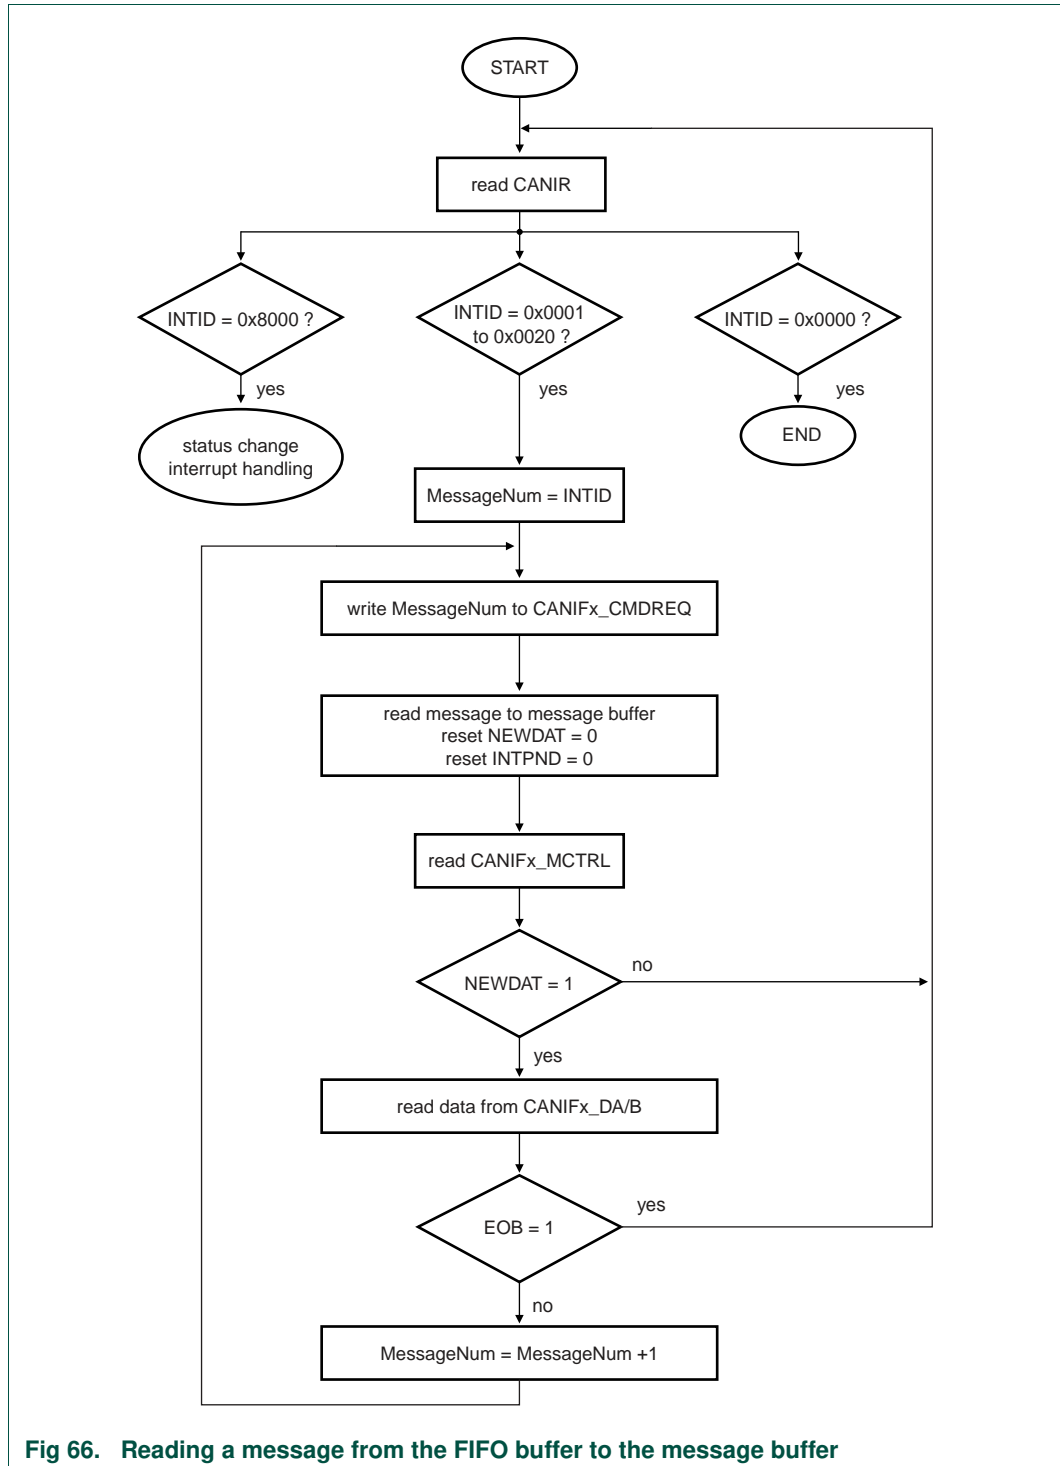 START
read CANIR
INTID = 0x8000 ?
INTID = 0x0001
to 0x0020 ?
INTID = 0x0000 ?
yes
yes
yes
status change
interrupt handling
END
MessageNum = INTID
write MessageNum to CANIFx_CMDREQ
read message to message buffer
reset NEWDAT = 0
reset INTPND = 0
read CANIFx_MCTRL
NEWDAT = 1
no
yes
read data from CANIFx_DA/B
EOB = 1
yes
no
MessageNum = MessageNum +1
Fig 66. Reading a message from the FIFO buffer to the message buffer